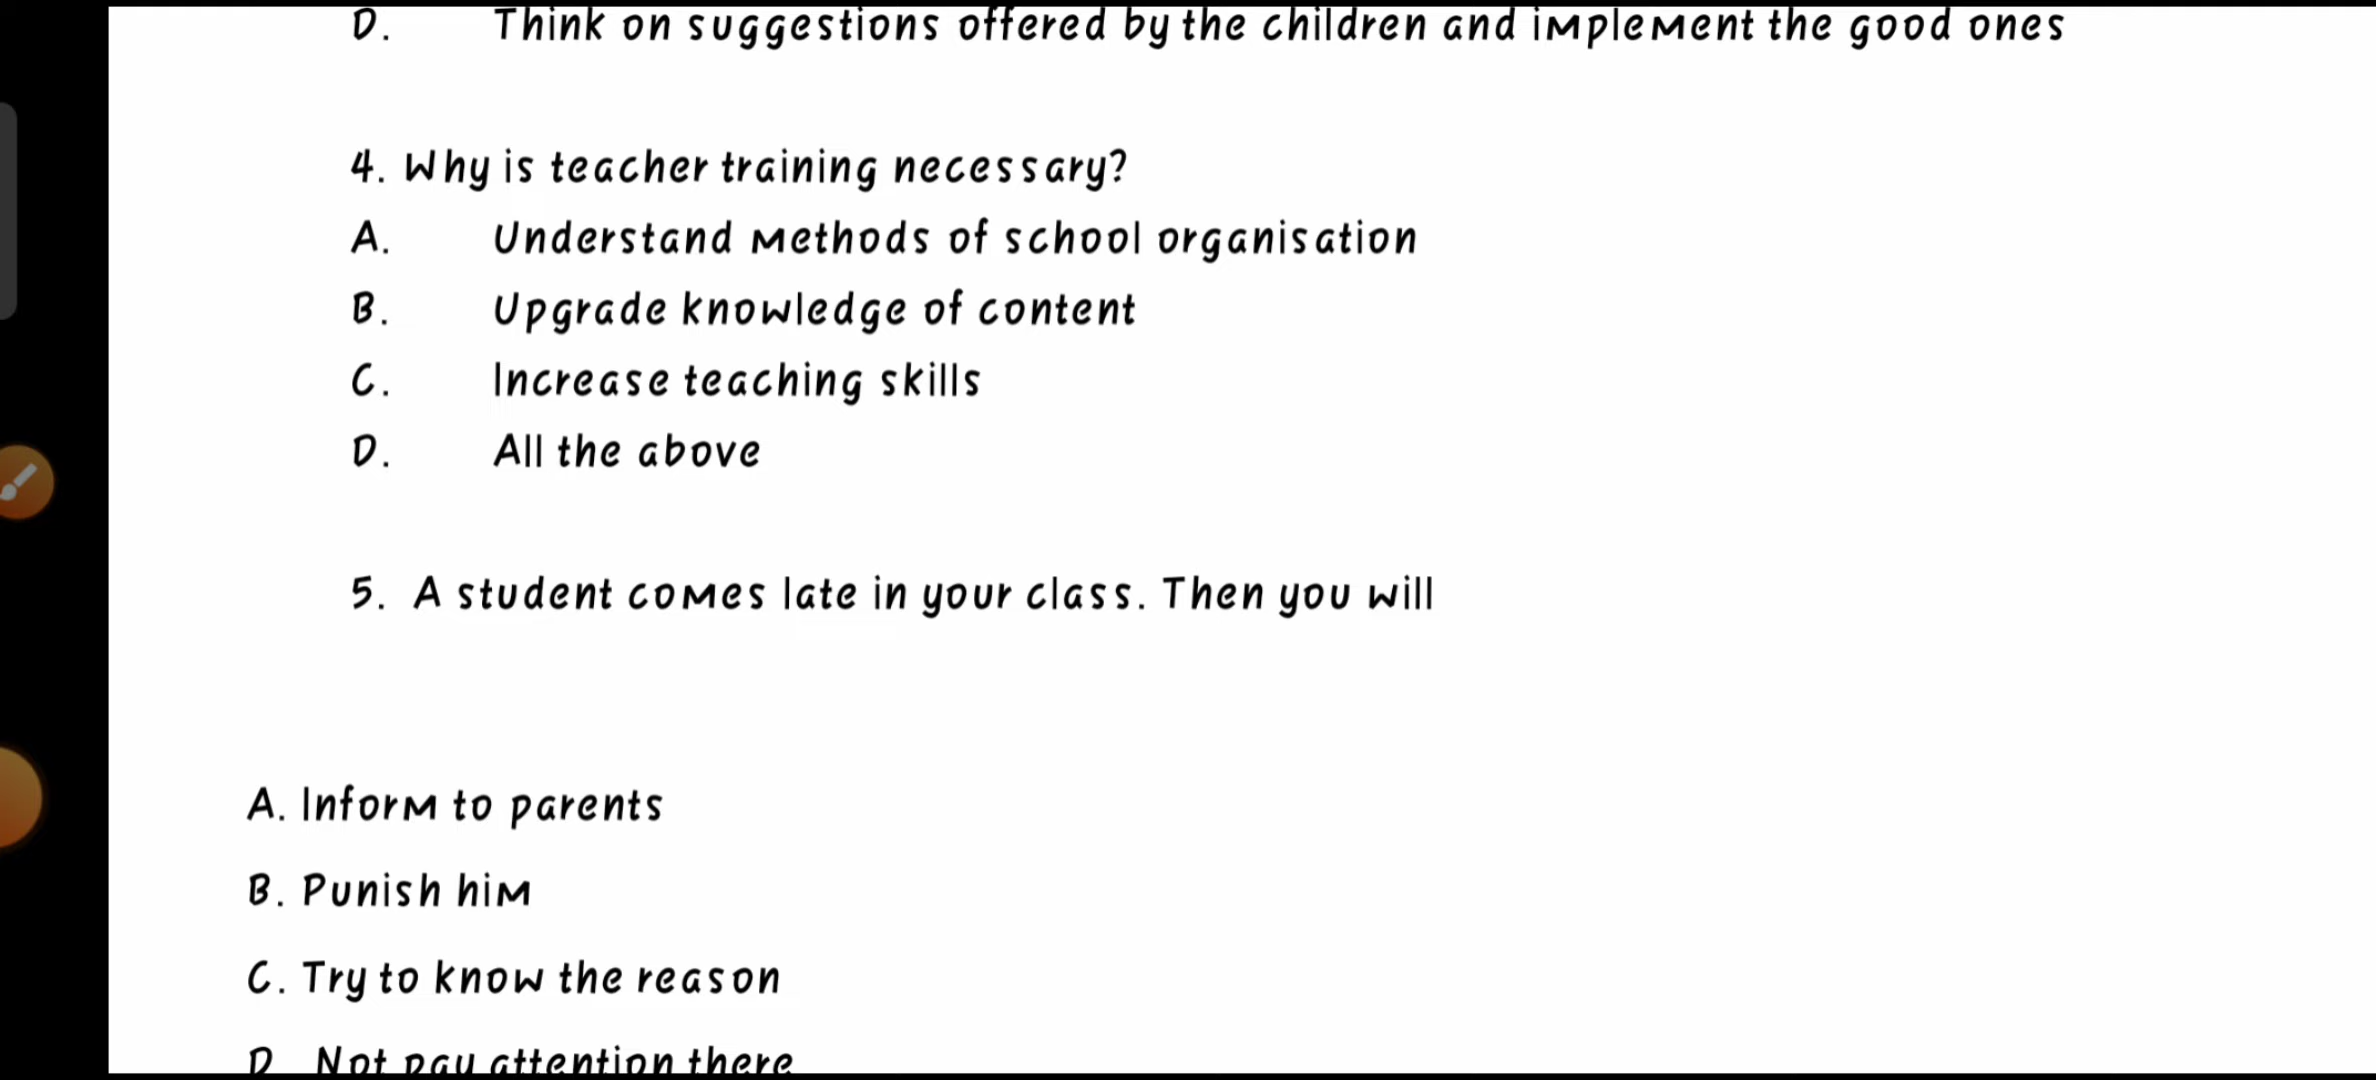 D. Think on suggestions offered by the children and implement the good ones
4. Why is teacher training necessary?
A. Understand methods of school organisation
B. Upgrade knowledge of content
C. Increase teaching skills
D. All the above
5. A student comes late in your class. Then you will
A. Inform to parents
B. Punish him
C. Try to know the reason
D Not pay attention there